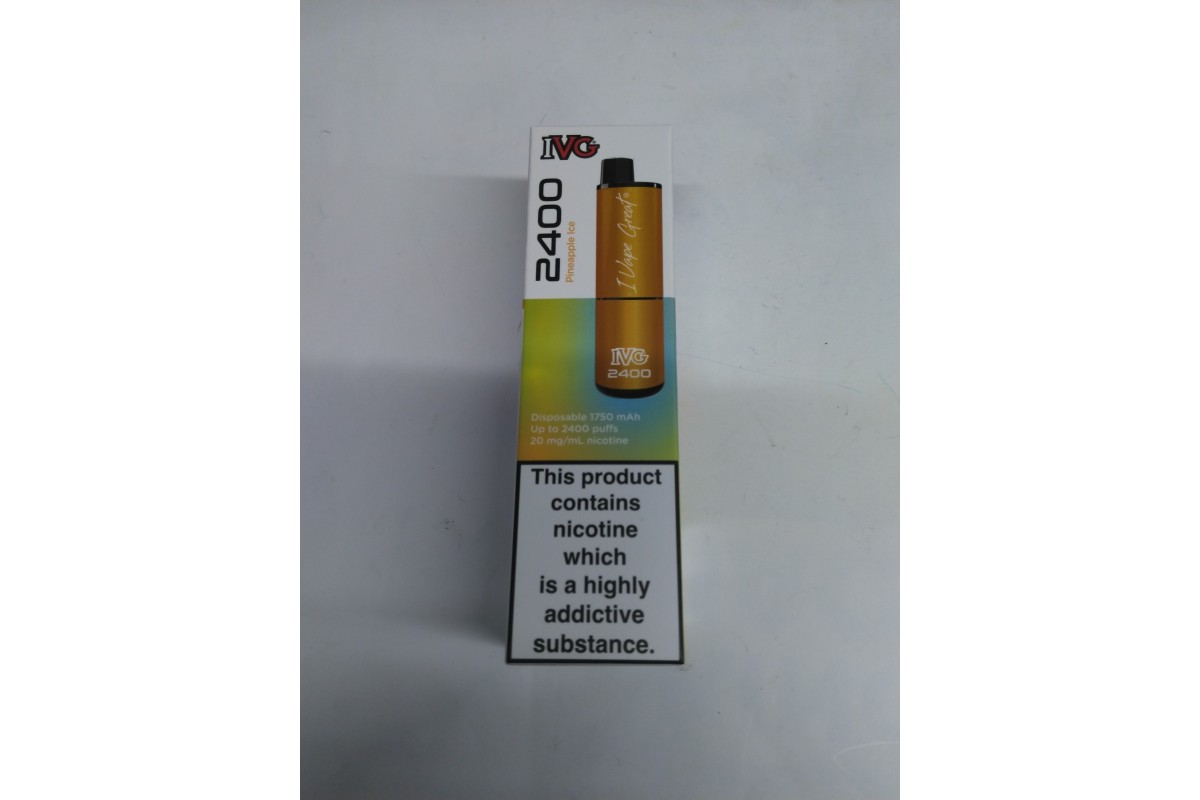 IVG
2400
Pineapple Ice
I Vape Great®
IVG
2400
Disposable 1750 mAh
Up to 2400 puffs
20 mg/mL nicotine
This product
contains
nicotine
which
is a highly
addictive
substance.